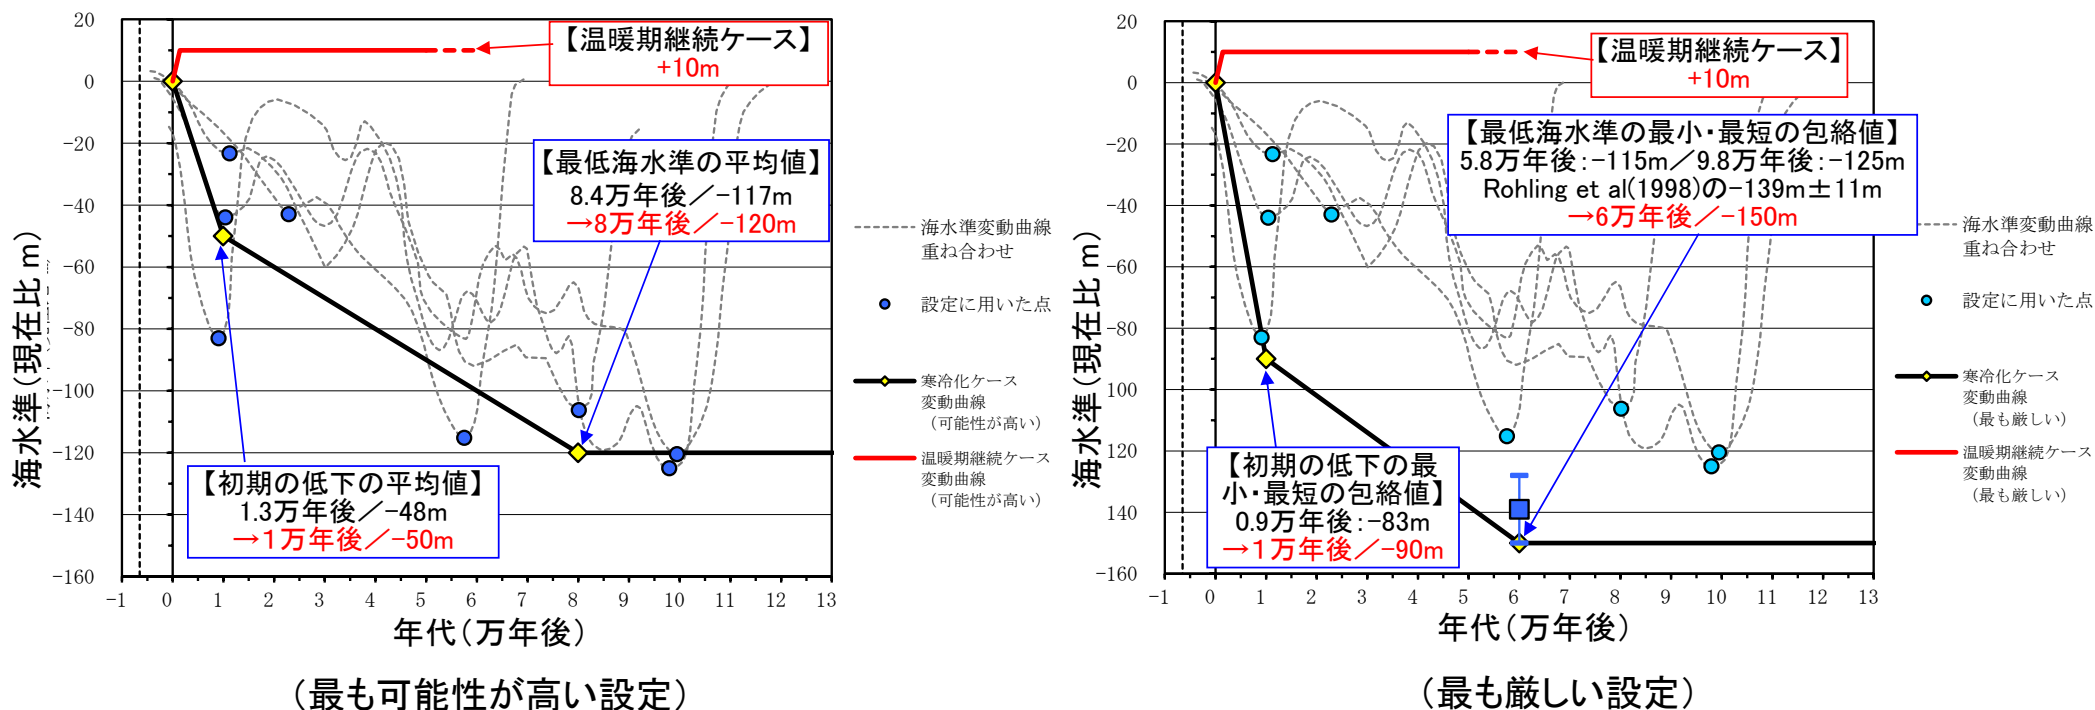 20
0
-20
-40
-60
-80
-100
-120
-140
-160
-1
0
1
2
3
4
5
6
7
8
9
10
11
12
13
海水準(現在比 m)
年代(万年後)
【温暖期継続ケース】
+10m
【最低海水準の平均値】
8.4万年後/-117m
→8万年後/-120m
【初期の低下の平均値】
1.3万年後/-48m
→1万年後/-50m
海水準変動曲線
重ね合わせ
設定に用いた点
寒冷化ケース
変動曲線
(可能性が高い)
温暖期継続ケース
変動曲線
(可能性が高い)
(最も可能性が高い設定)
20
0
-20
-40
-60
-80
100
120
140
-160
-1
0
1
2
3
4
5
6
7
8
9
10
11
12
13
海水準(現在比 m)
年代(万年後)
【温暖期継続ケース】
+10m
【最低海水準の最小・最短の包絡値】
5.8万年後:-115m/9.8万年後:-125m
Rohling et al(1998)の-139m±11m
→6万年後/-150m
【初期の低下の最
小・最短の包絡値】
0.9万年後:-83m
→1万年後/-90m
海水準変動曲線
重ね合わせ
設定に用いた点
寒冷化ケース
変動曲線
(最も厳しい)
温暖期継続ケース
変動曲線
(最も厳しい)
(最も厳しい設定)